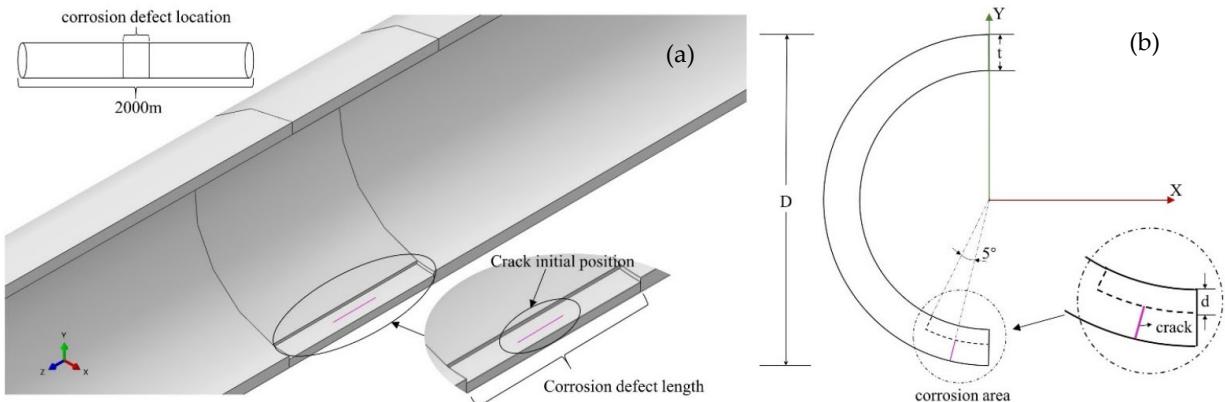 corrosion defect location
2000m
(a)
Crack initial position
Corrosion defect length
Y
Z
X
Y
(b)
t
D
X
5°
d
crack
corrosion area